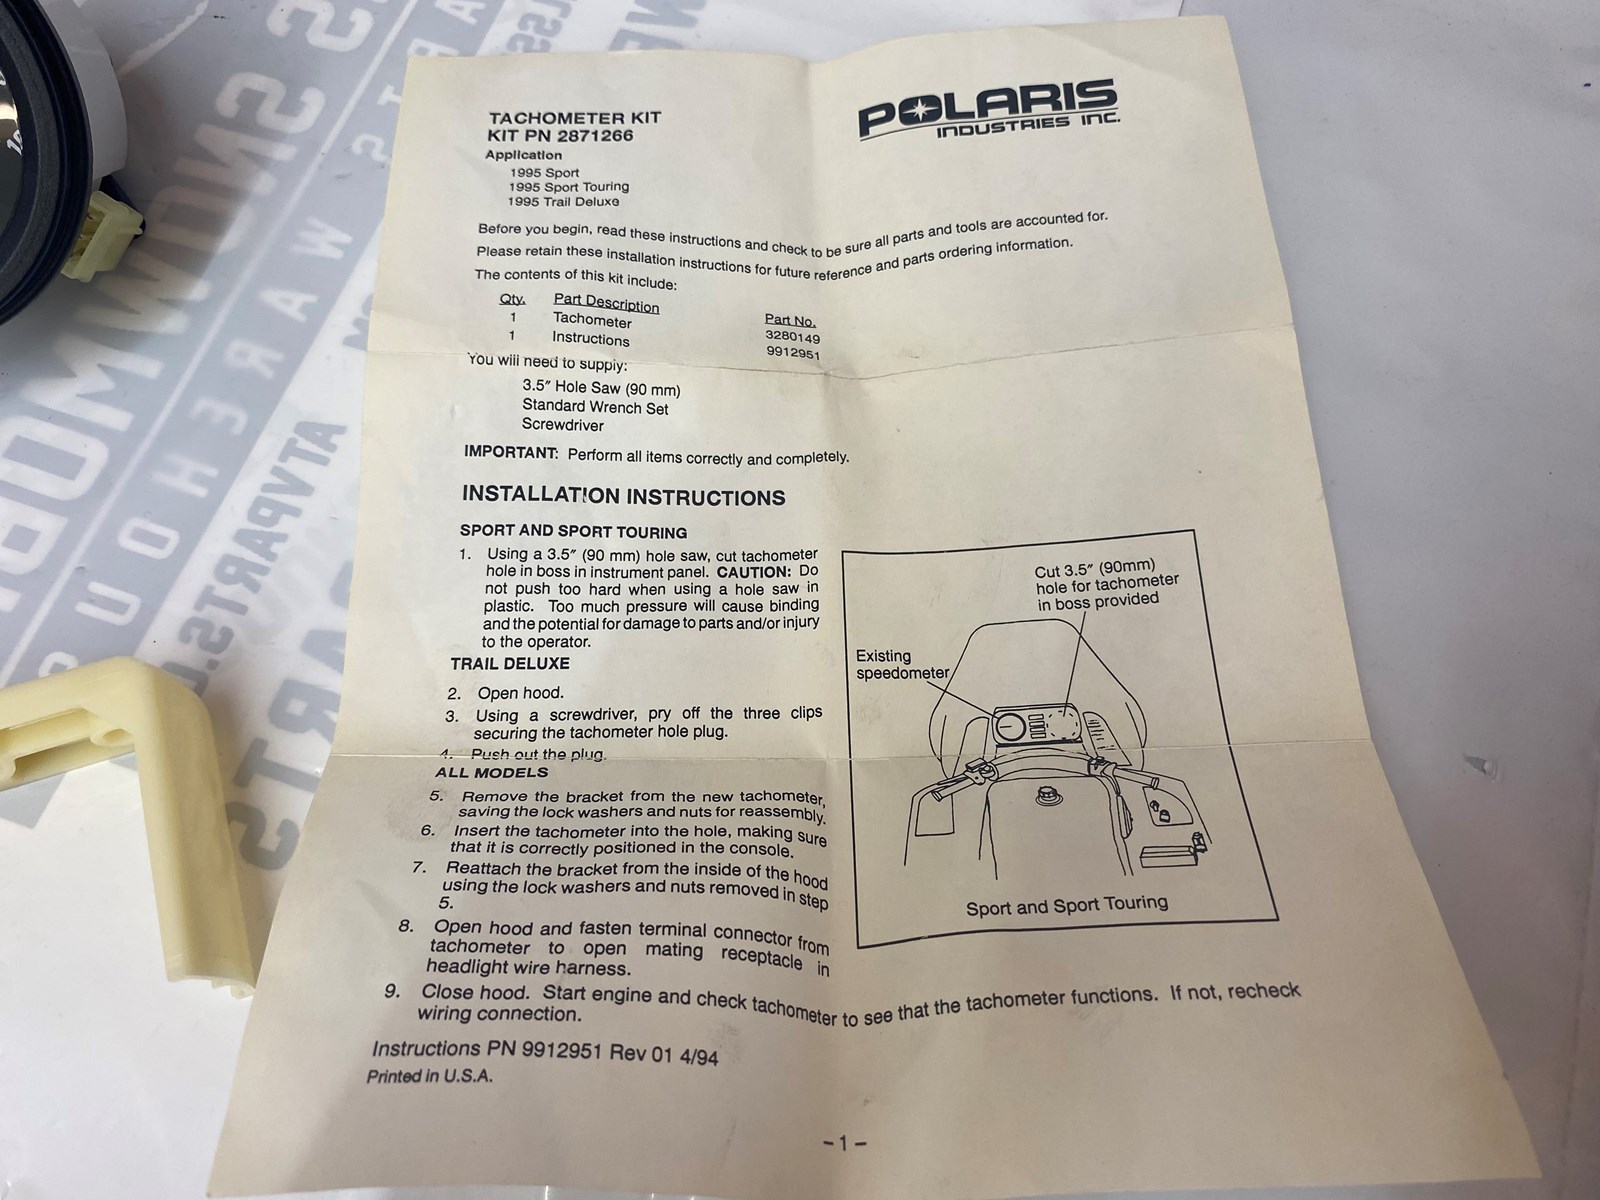 TACHOMETER KIT
KIT PN 2871266
POLARIS
INDUSTRIES INC.
Application
1995 Sport
1995 Sport Touring
1995 Trail Deluxe
Before you begin, read these instructions and check to be sure all parts and tools are accounted for.
Please retain these installation instructions for future reference and parts ordering information.
The contents of this kit include:
Qty. Part Description Part No.
1 Tachometer 3280149
1 Instructions 9912951
You will need to supply:
3.5″ Hole Saw (90 mm)
Standard Wrench Set
Screwdriver
IMPORTANT: Perform all items correctly and completely.
INSTALLATION INSTRUCTIONS
SPORT AND SPORT TOURING
1. Using a 3.5″ (90 mm) hole saw, cut tachometer
hole in boss in instrument panel. CAUTION: Do
not push too hard when using a hole saw in
plastic. Too much pressure will cause binding
and the potential for damage to parts and/or injury
to the operator.
TRAIL DELUXE
2. Open hood.
3. Using a screwdriver, pry off the three clips
securing the tachometer hole plug.
4. Push out the plug.
ALL MODELS
5. Remove the bracket from the new tachometer,
saving the lock washers and nuts for reassembly.
6. Insert the tachometer into the hole, making sure
that it is correctly positioned in the console.
7. Reattach the bracket from the inside of the hood
using the lock washers and nuts removed in step
5.
8. Open hood and fasten terminal connector from
tachometer to open mating receptacle in
headlight wire harness.
9. Close hood. Start engine and check tachometer to see that the tachometer functions. If not, recheck
wiring connection.
Cut 3.5″ (90mm)
hole for tachometer
in boss provided
Existing
speedometer
Sport and Sport Touring
Instructions PN 9912951 Rev 01 4/94
Printed in U.S.A.
– 1 –